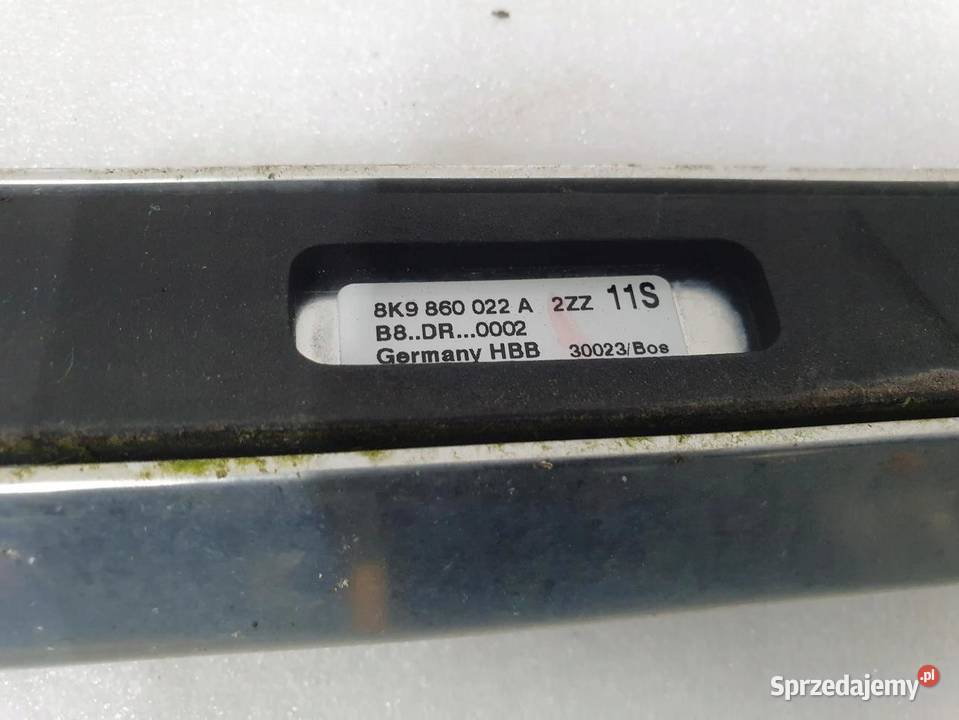 8K9 860 022 A 2ZZ 11S
B8..DR...0002
Germany HBB 30023/Bos
Sprzedajemy.pl